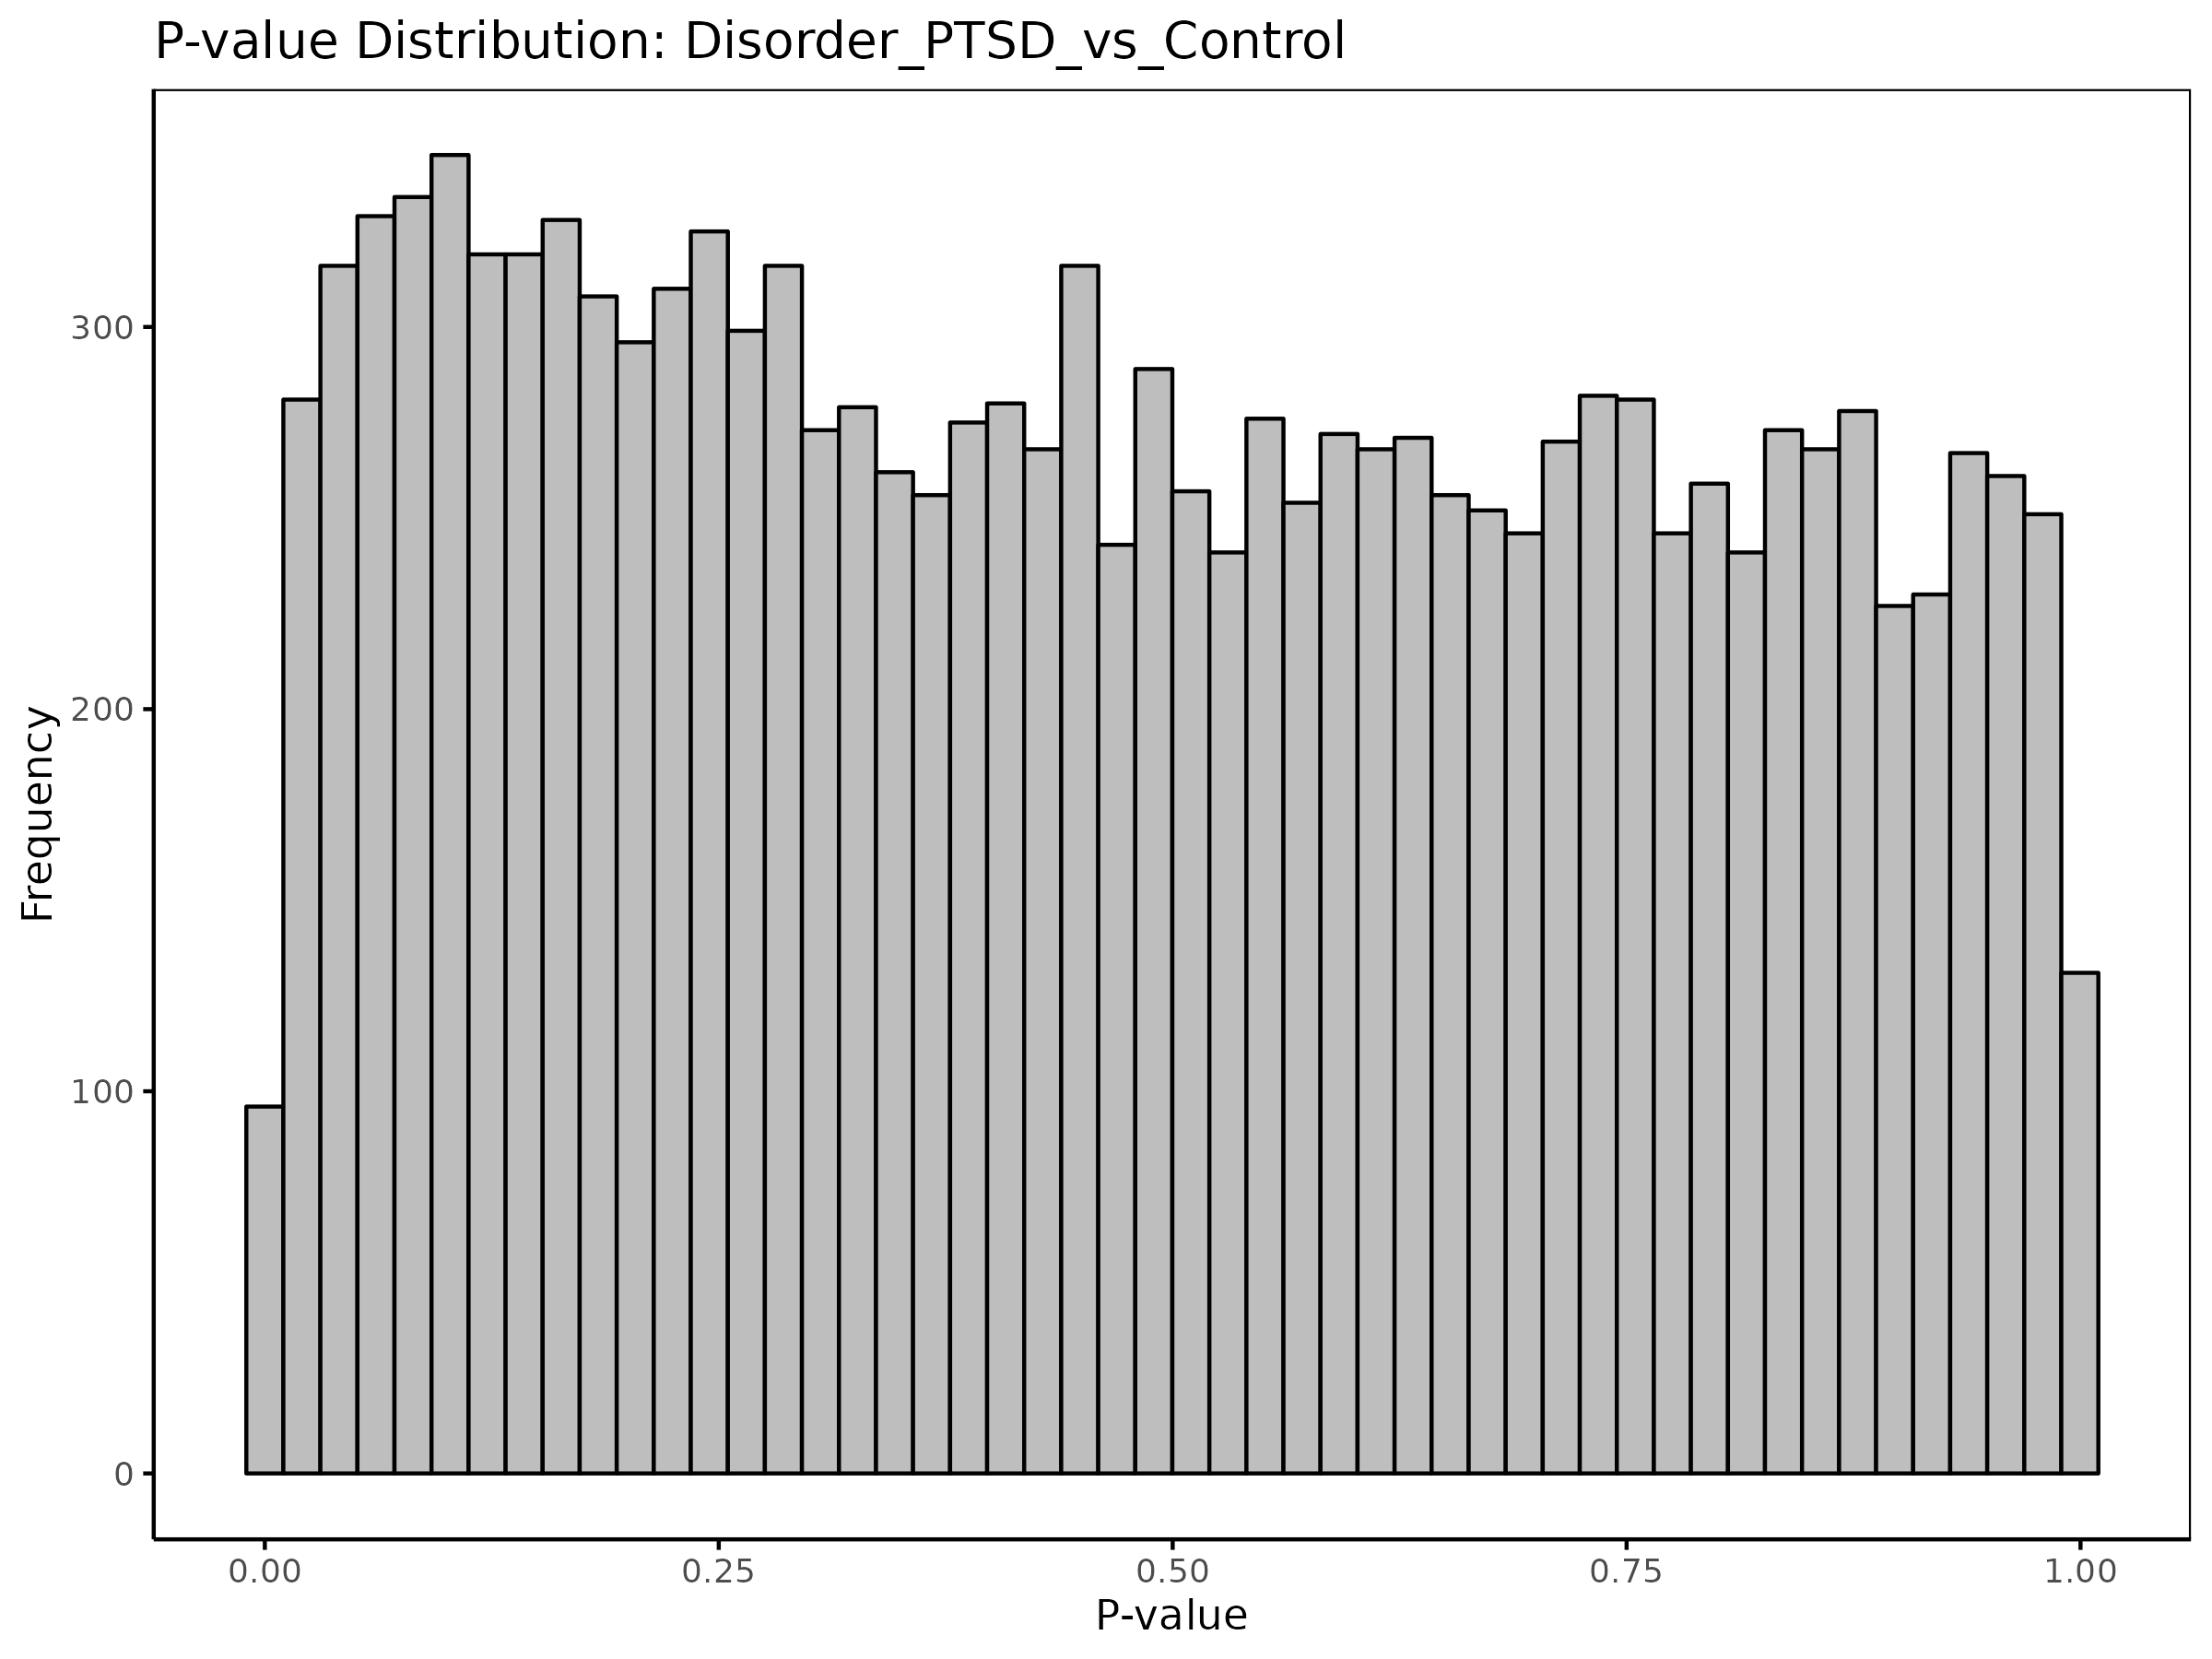 P-value Distribution: Disorder_PTSD_vs_Control
300
200
100
0
Frequency
0.00 0.25 0.50 0.75 1.00
P-value